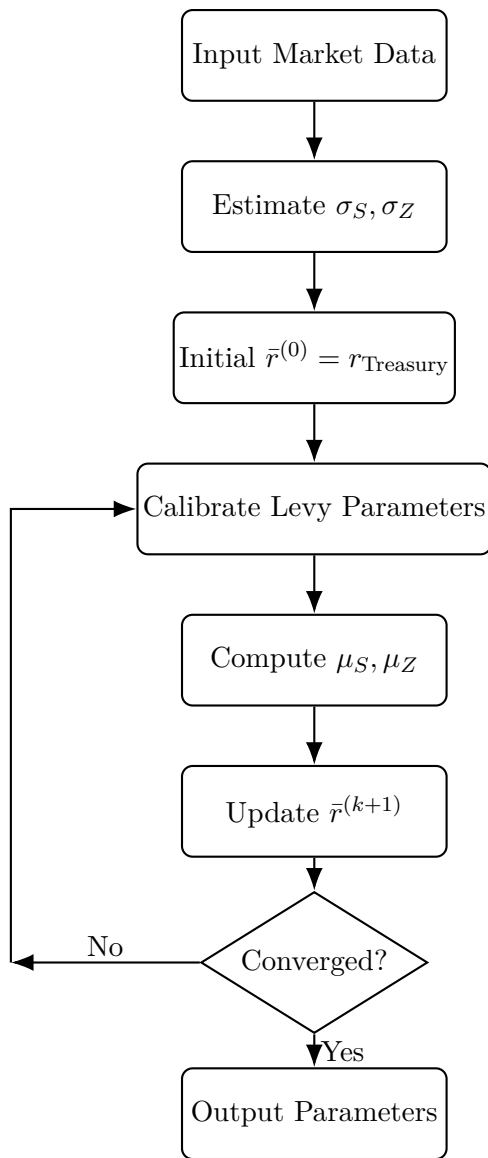 Input Market Data
Estimate σ_S, σ_Z
Initial r̄^(0) = r_Treasury
Calibrate Levy Parameters
Compute μ_S, μ_Z
Update r̄^(k+1)
Converged?
No
Yes
Output Parameters